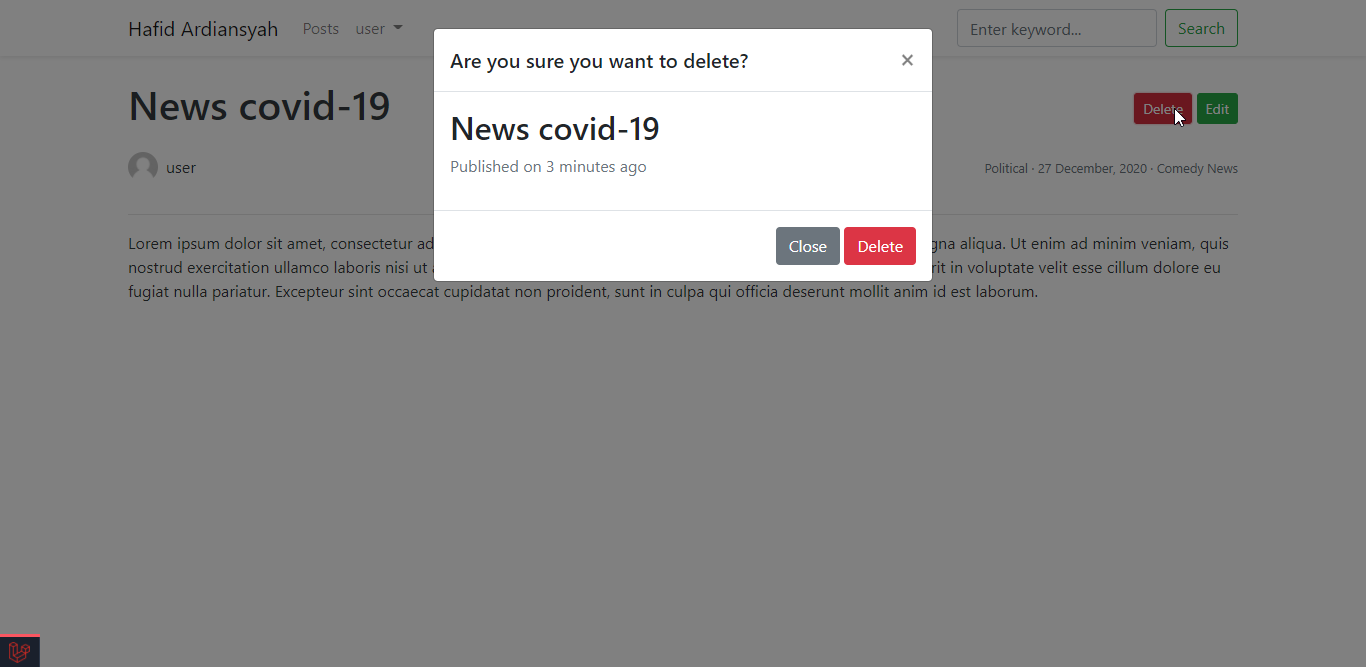 Hafid Ardiansyah Posts user Enter keyword... Search
Are you sure you want to delete? ×
News covid-19 Delete Edit
News covid-19
Published on 3 minutes ago
user Political · 27 December, 2020 · Comedy News
Close Delete
Lorem ipsum dolor sit amet, consectetur ad gna aliqua. Ut enim ad minim veniam, quis
nostrud exercitation ullamco laboris nisi ut rit in voluptate velit esse cillum dolore eu
fugiat nulla pariatur. Excepteur sint occaecat cupidatat non proident, sunt in culpa qui officia deserunt mollit anim id est laborum.